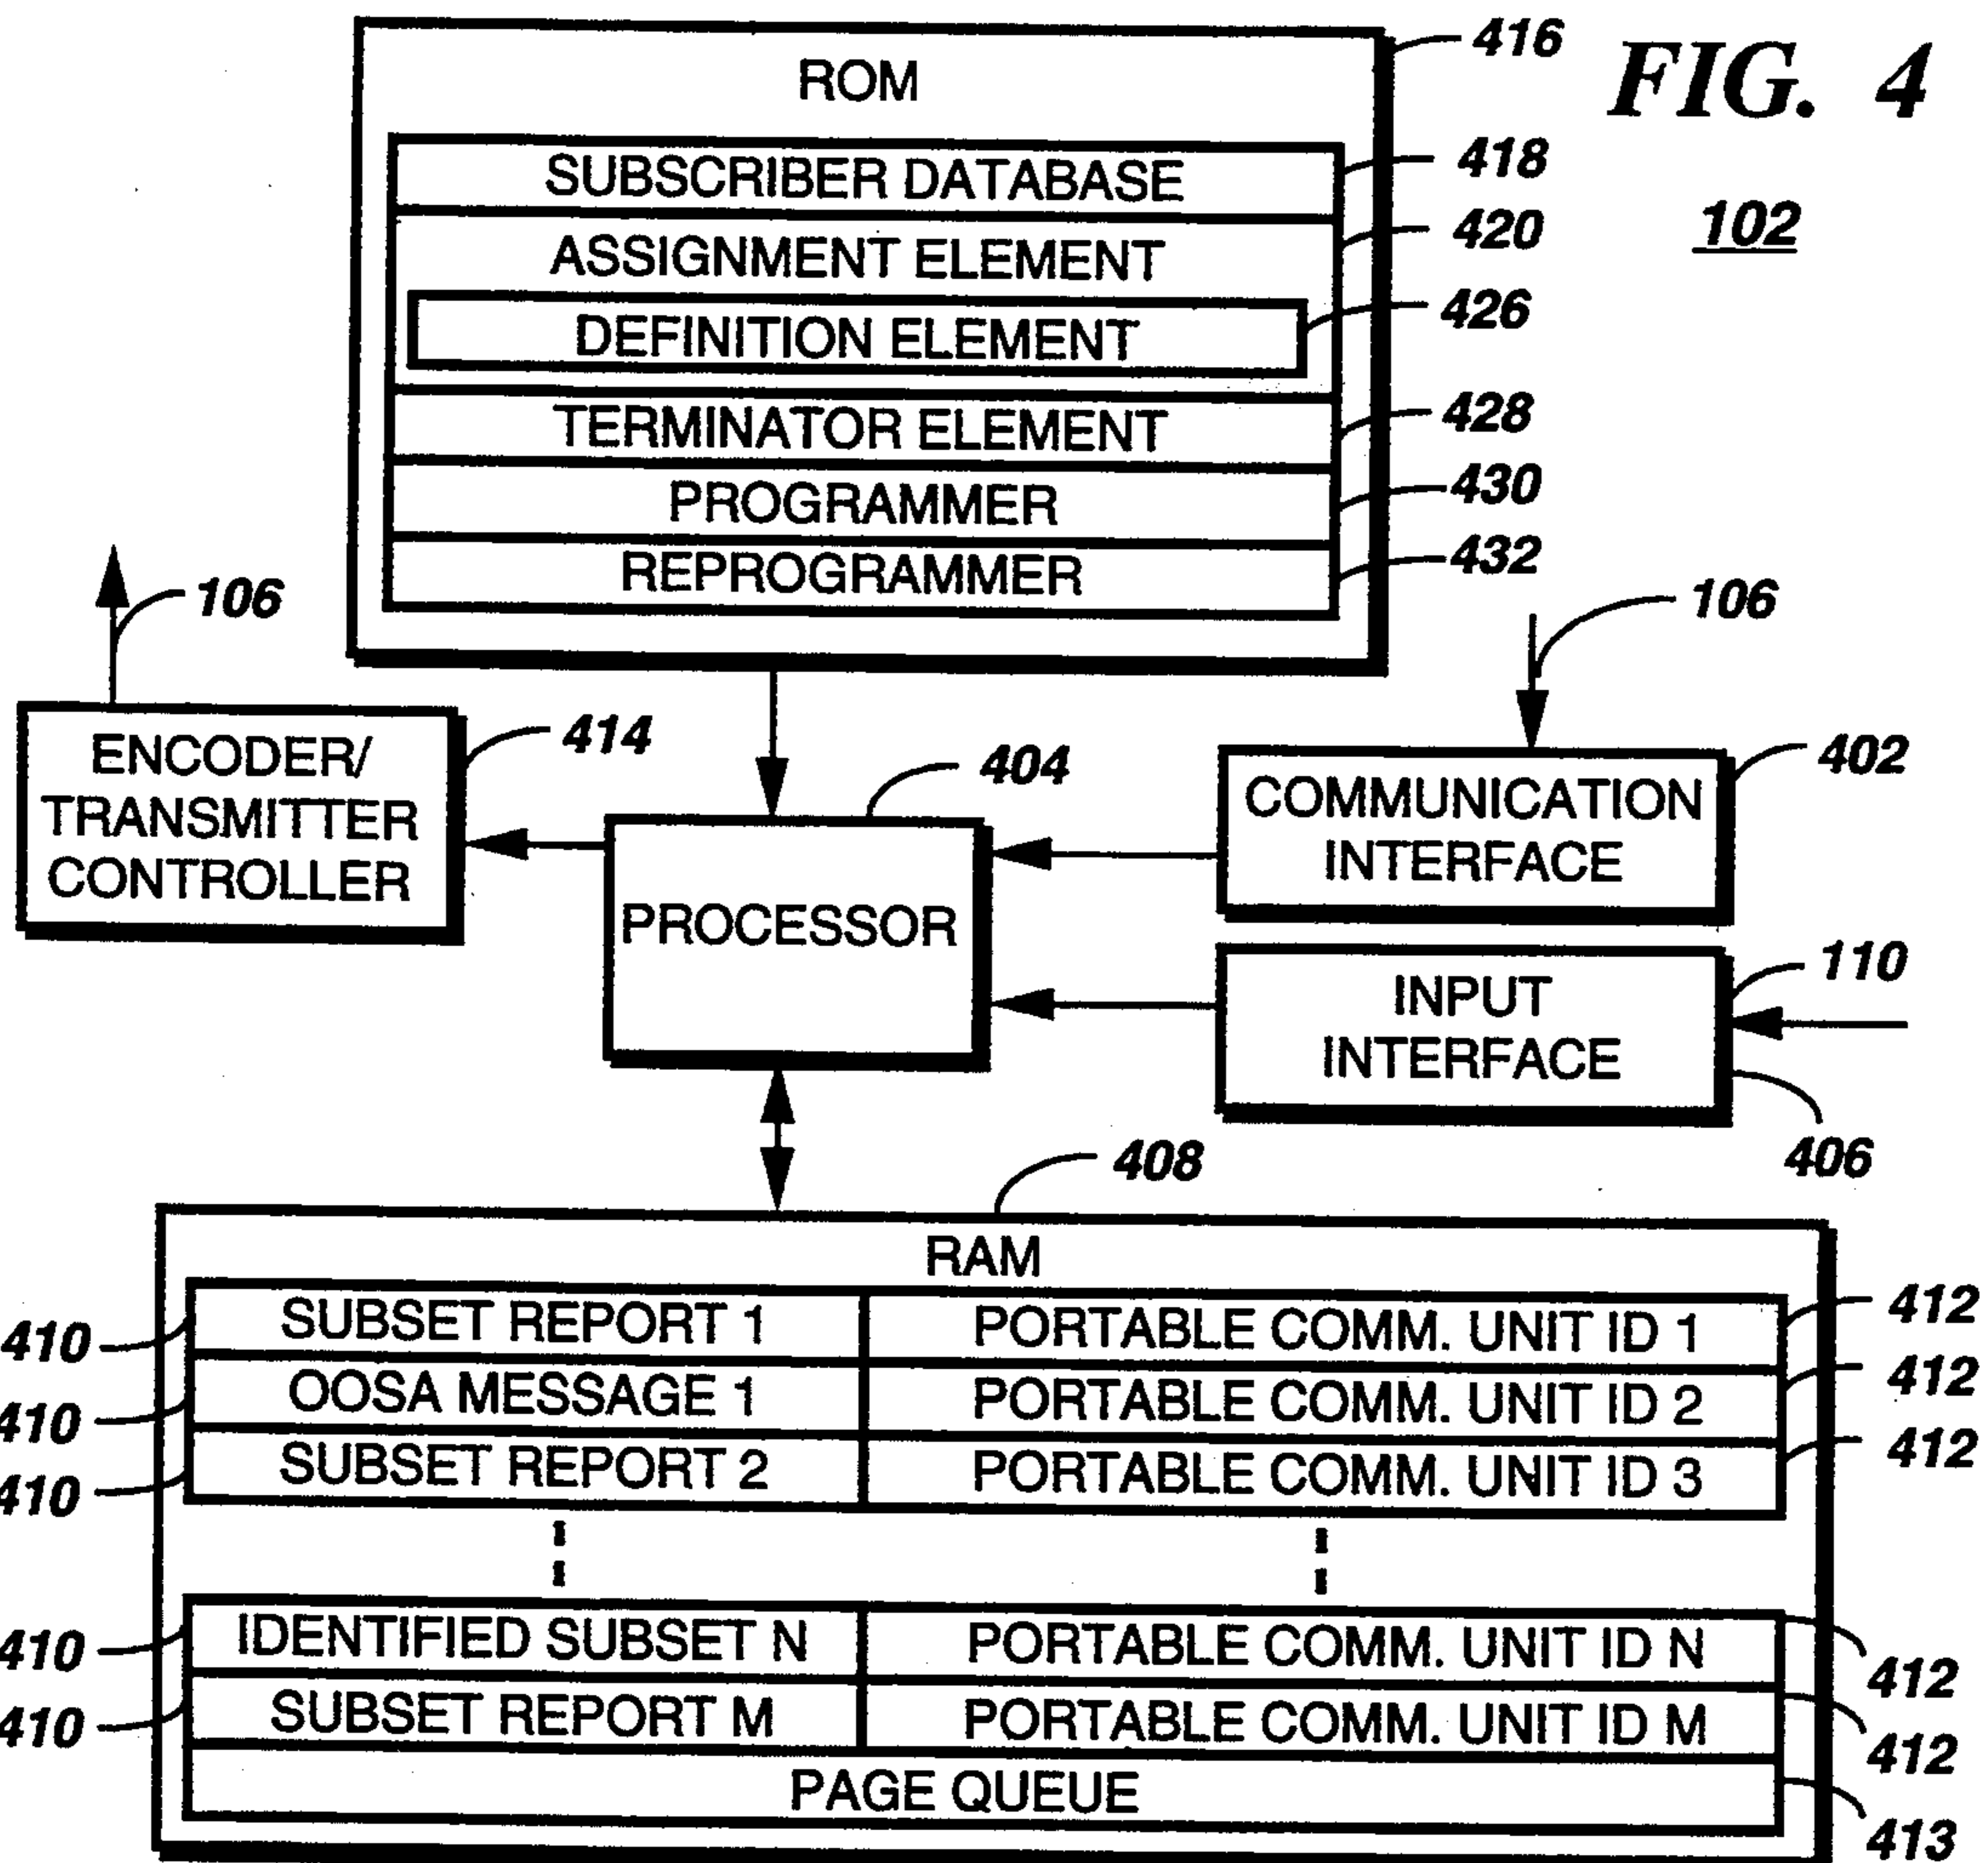 FIG. 4
102
416
ROM
SUBSCRIBER DATABASE
418
ASSIGNMENT ELEMENT
420
DEFINITION ELEMENT
426
TERMINATOR ELEMENT
428
PROGRAMMER
430
REPROGRAMMER
432
106
106
ENCODER/
TRANSMITTER
CONTROLLER
414
404
PROCESSOR
COMMUNICATION
INTERFACE
402
INPUT
INTERFACE
110
406
408
RAM
410
SUBSET REPORT 1
PORTABLE COMM. UNIT ID 1
412
410
OOSA MESSAGE 1
PORTABLE COMM. UNIT ID 2
412
410
SUBSET REPORT 2
PORTABLE COMM. UNIT ID 3
412
410
IDENTIFIED SUBSET N
PORTABLE COMM. UNIT ID N
412
410
SUBSET REPORT M
PORTABLE COMM. UNIT ID M
412
PAGE QUEUE
413